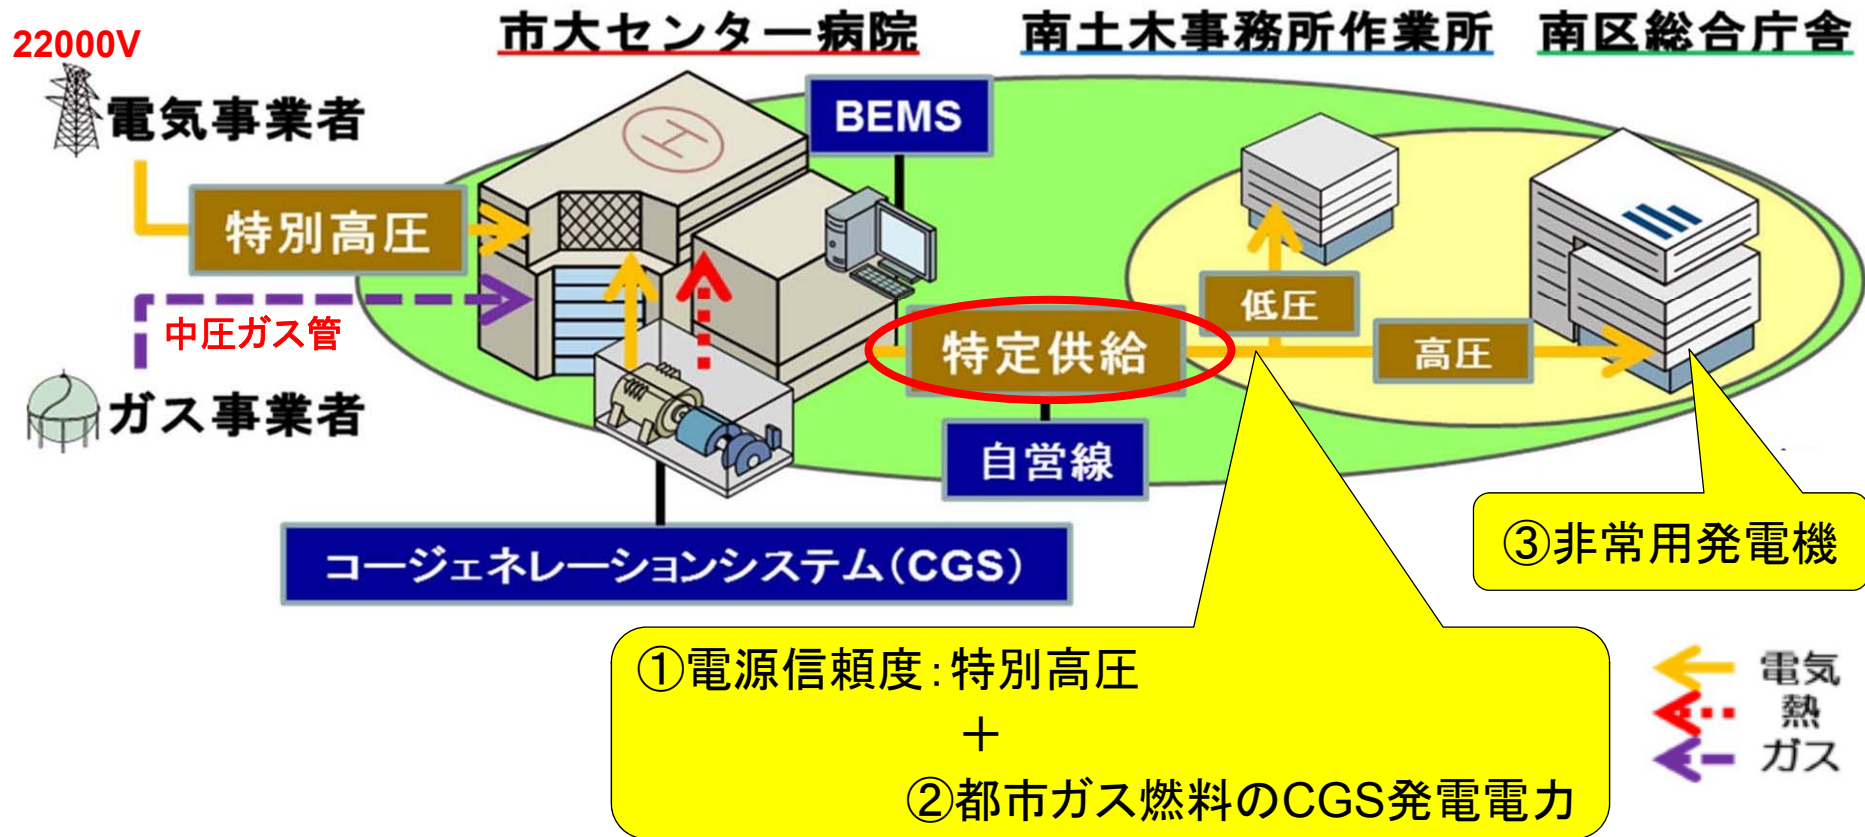 22000V
市大センター病院
南土木事務所作業所
南区総合庁舎
電気事業者
BEMS
特別高圧
中圧ガス管
ガス事業者
低圧
特定供給
高圧
自営線
コージェネレーションシステム(CGS)
③非常用発電機
①電源信頼度:特別高圧
+
②都市ガス燃料のCGS発電電力
電気
熱
ガス